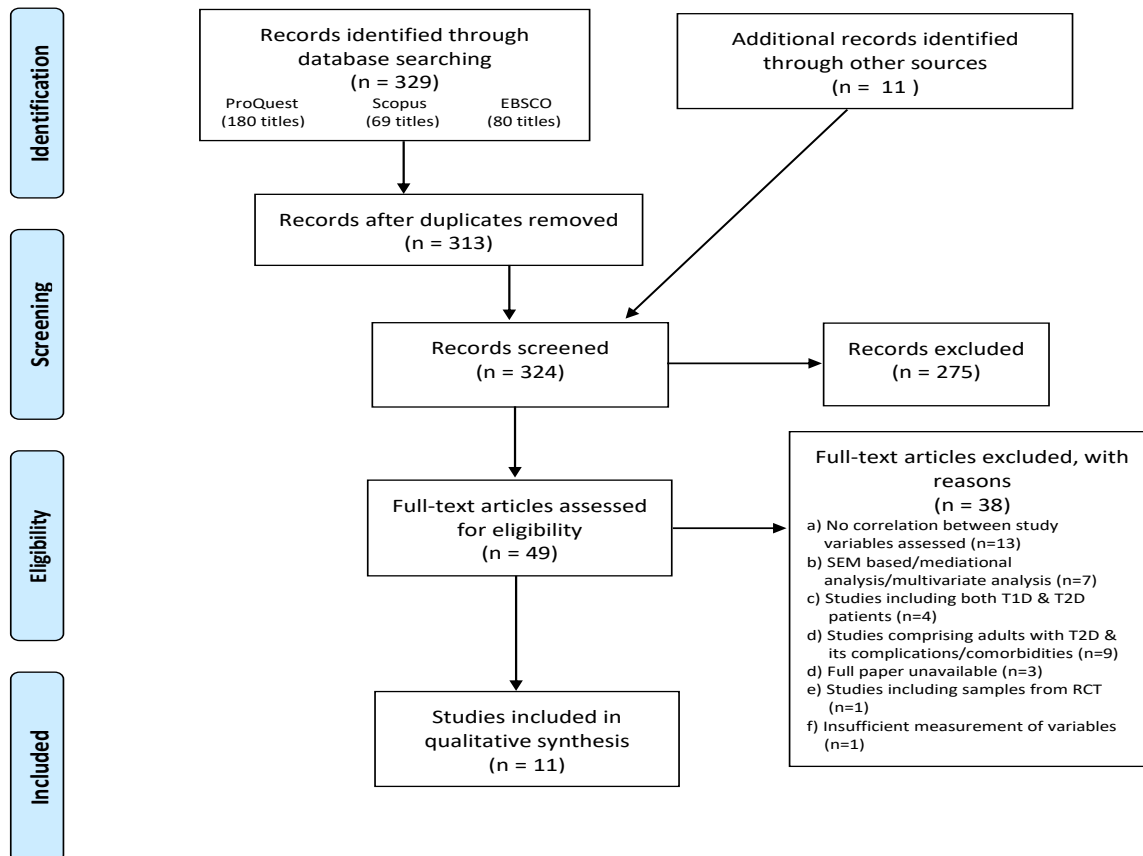 Identification
Records identified through
database searching
(n = 329)
ProQuest
(180 titles)
Scopus
(69 titles)
EBSCO
(80 titles)
Additional records identified
through other sources
(n =  11 )
Records after duplicates removed
(n = 313)
Screening
Records screened
(n = 324)
Records excluded
(n = 275)
Eligibility
Full-text articles assessed
for eligibility
(n = 49)
Full-text articles excluded, with
reasons
(n = 38)
a) No correlation between study
variables assessed (n=13)
b) SEM based/mediational
analysis/multivariate analysis (n=7)
c) Studies including both T1D & T2D
patients (n=4)
d) Studies comprising adults with T2D &
its complications/comorbidities (n=9)
d) Full paper unavailable (n=3)
e) Studies including samples from RCT
(n=1)
f) Insufficient measurement of variables
(n=1)
Included
Studies included in
qualitative synthesis
(n = 11)